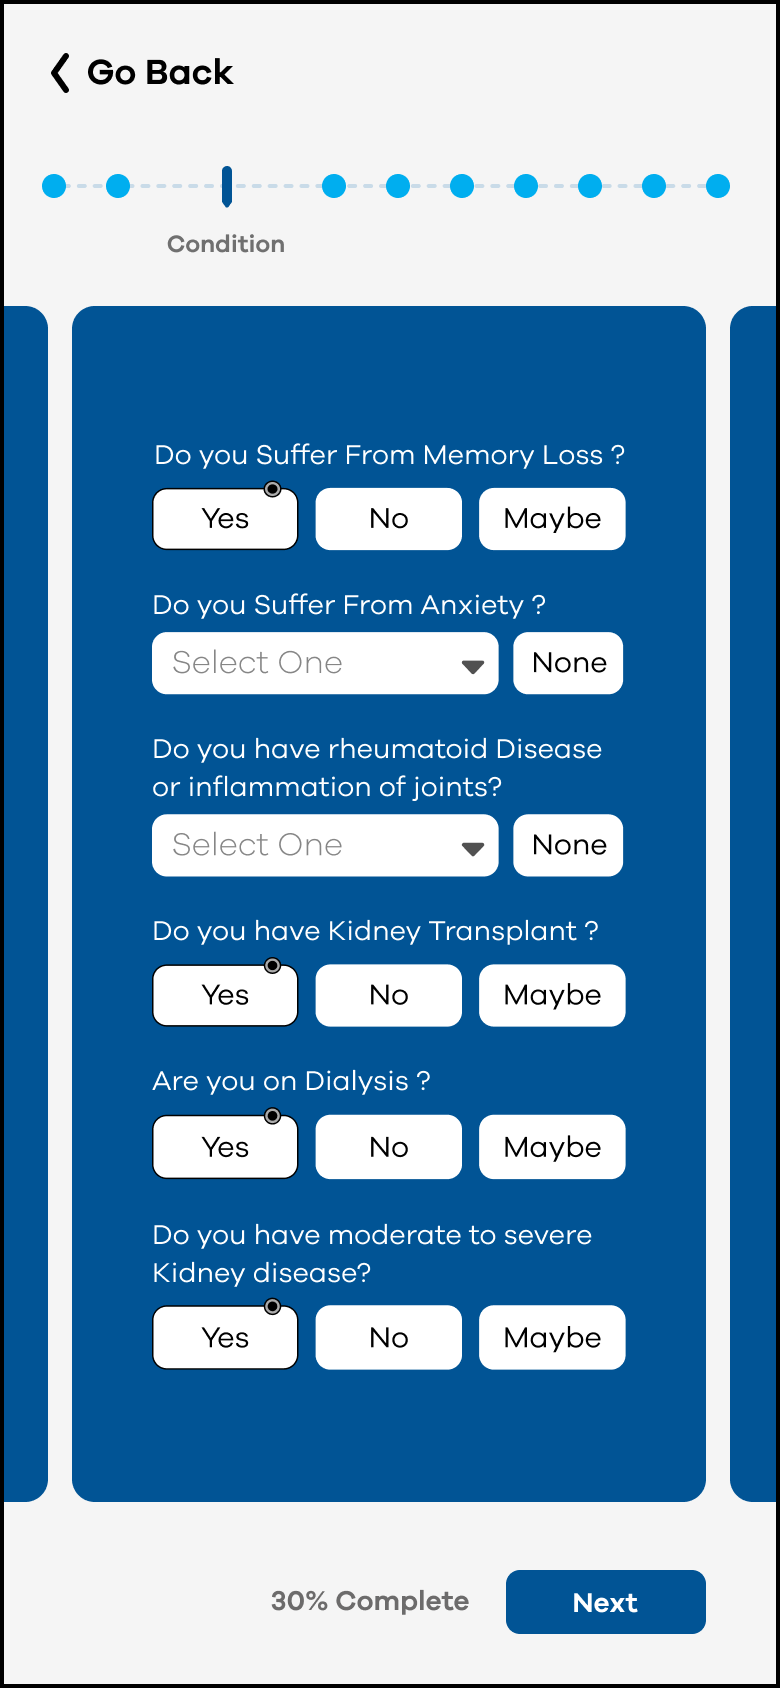 Go Back
Condition
Do you Suffer From Memory Loss ?
Yes No Maybe
Do you Suffer From Anxiety ?
Select One None
Do you have rheumatoid Disease
or inflammation of joints?
Select One None
Do you have Kidney Transplant ?
Yes No Maybe
Are you on Dialysis ?
Yes No Maybe
Do you have moderate to severe
Kidney disease?
Yes No Maybe
30% Complete Next